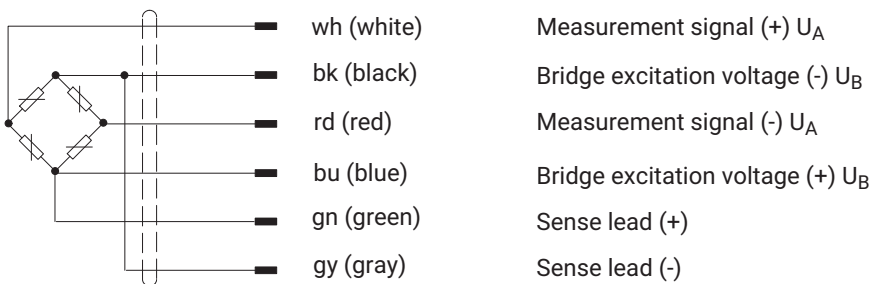 wh (white) Measurement signal (+) U_A
bk (black) Bridge excitation voltage (-) U_B
rd (red) Measurement signal (-) U_A
bu (blue) Bridge excitation voltage (+) U_B
gn (green) Sense lead (+)
gy (gray) Sense lead (-)